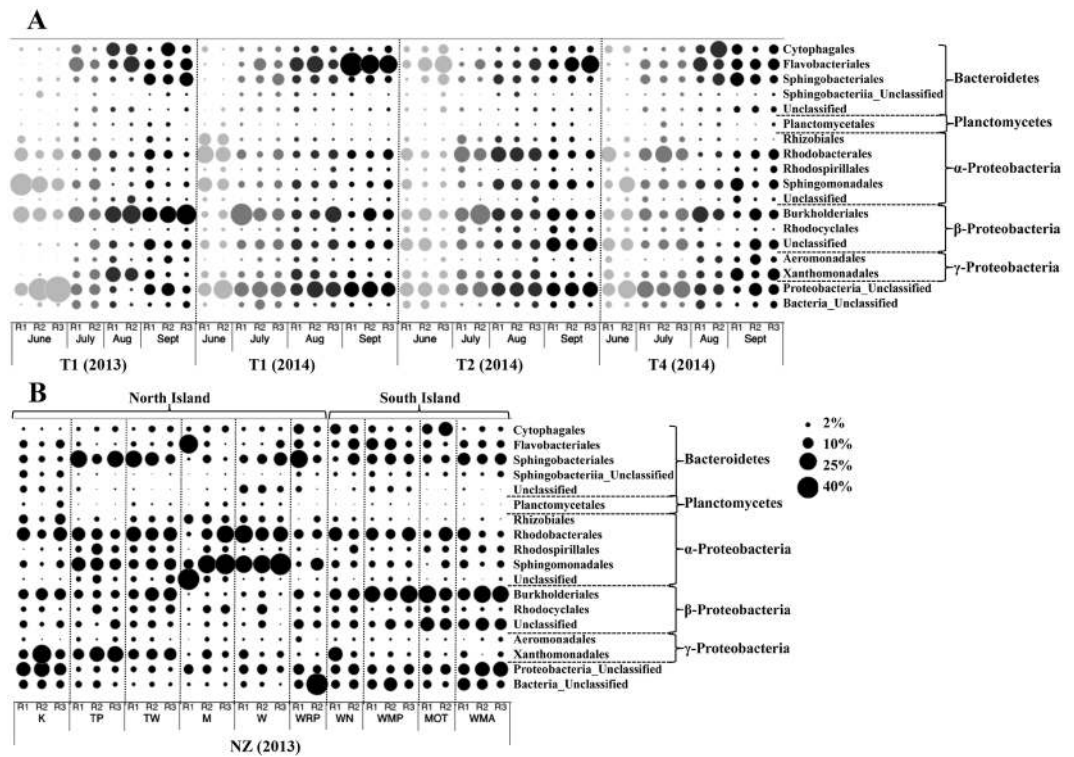 A
Cytophagales
Flavobacteriales
Sphingobacteriales
Sphingobacteriia_Unclassified
Unclassified
Bacteroidetes
Planctomycetales
Planctomycetes
Rhizobiales
Rhodobacterales
Rhodospirillales
Sphingomonadales
Unclassified
α-Proteobacteria
Burkholderiales
Rhodocyclales
Unclassified
β-Proteobacteria
Aeromonadales
Xanthomonadales
γ-Proteobacteria
Proteobacteria_Unclassified
Bacteria_Unclassified
R1 R2 R3 R1 R2 R1 R2 R1 R2 R3 R1 R2 R1 R2 R3 R1 R2 R3 R1 R2 R3 R1 R2 R3 R1 R2 R1 R2 R3 R1 R2 R3 R1 R2 R1 R2 R3 R1 R2 R1 R2 R3
June July Aug Sept June July Aug Sept June July Aug Sept June July Aug Sept
T1 (2013) T1 (2014) T2 (2014) T4 (2014)
B
North Island South Island
Cytophagales
Flavobacteriales
Sphingobacteriales
Sphingobacteriia_Unclassified
Unclassified
Bacteroidetes
Planctomycetales
Planctomycetes
Rhizobiales
Rhodobacterales
Rhodospirillales
Sphingomonadales
Unclassified
α-Proteobacteria
Burkholderiales
Rhodocyclales
Unclassified
β-Proteobacteria
Aeromonadales
Xanthomonadales
γ-Proteobacteria
Proteobacteria_Unclassified
Bacteria_Unclassified
2%
10%
25%
40%
R1 R2 R3 R1 R2 R3 R1 R2 R3 R1 R2 R3 R1 R2 R3 R1 R2 R1 R2 R1 R2 R3 R1 R2 R1 R2 R3
K TP TW M W WRP WN WMP MOT WMA
NZ (2013)